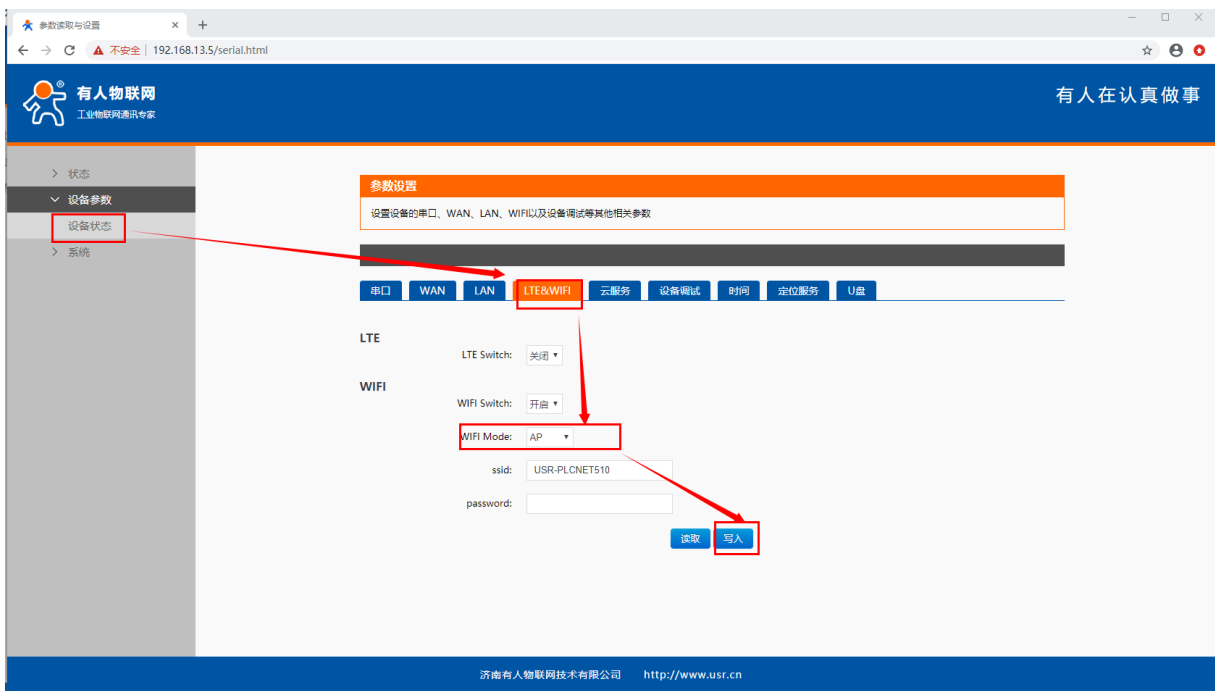 参数读取与设置
不安全 | 192.168.13.5/serial.html
有人物联网
工业物联网通讯专家
有人在认真做事
状态
设备参数
设备状态
系统
参数设置
设置设备的串口、WAN、LAN、WIFI以及设备调试等其他相关参数
串口 WAN LAN LTE&WIFI 云服务 设备调试 时间 定位服务 U盘
LTE
LTE Switch: 关闭
WIFI
WIFI Switch: 开启
WIFI Mode: AP
ssid: USR-PLCNET510
password:
读取 写入
济南有人物联网技术有限公司 http://www.usr.cn